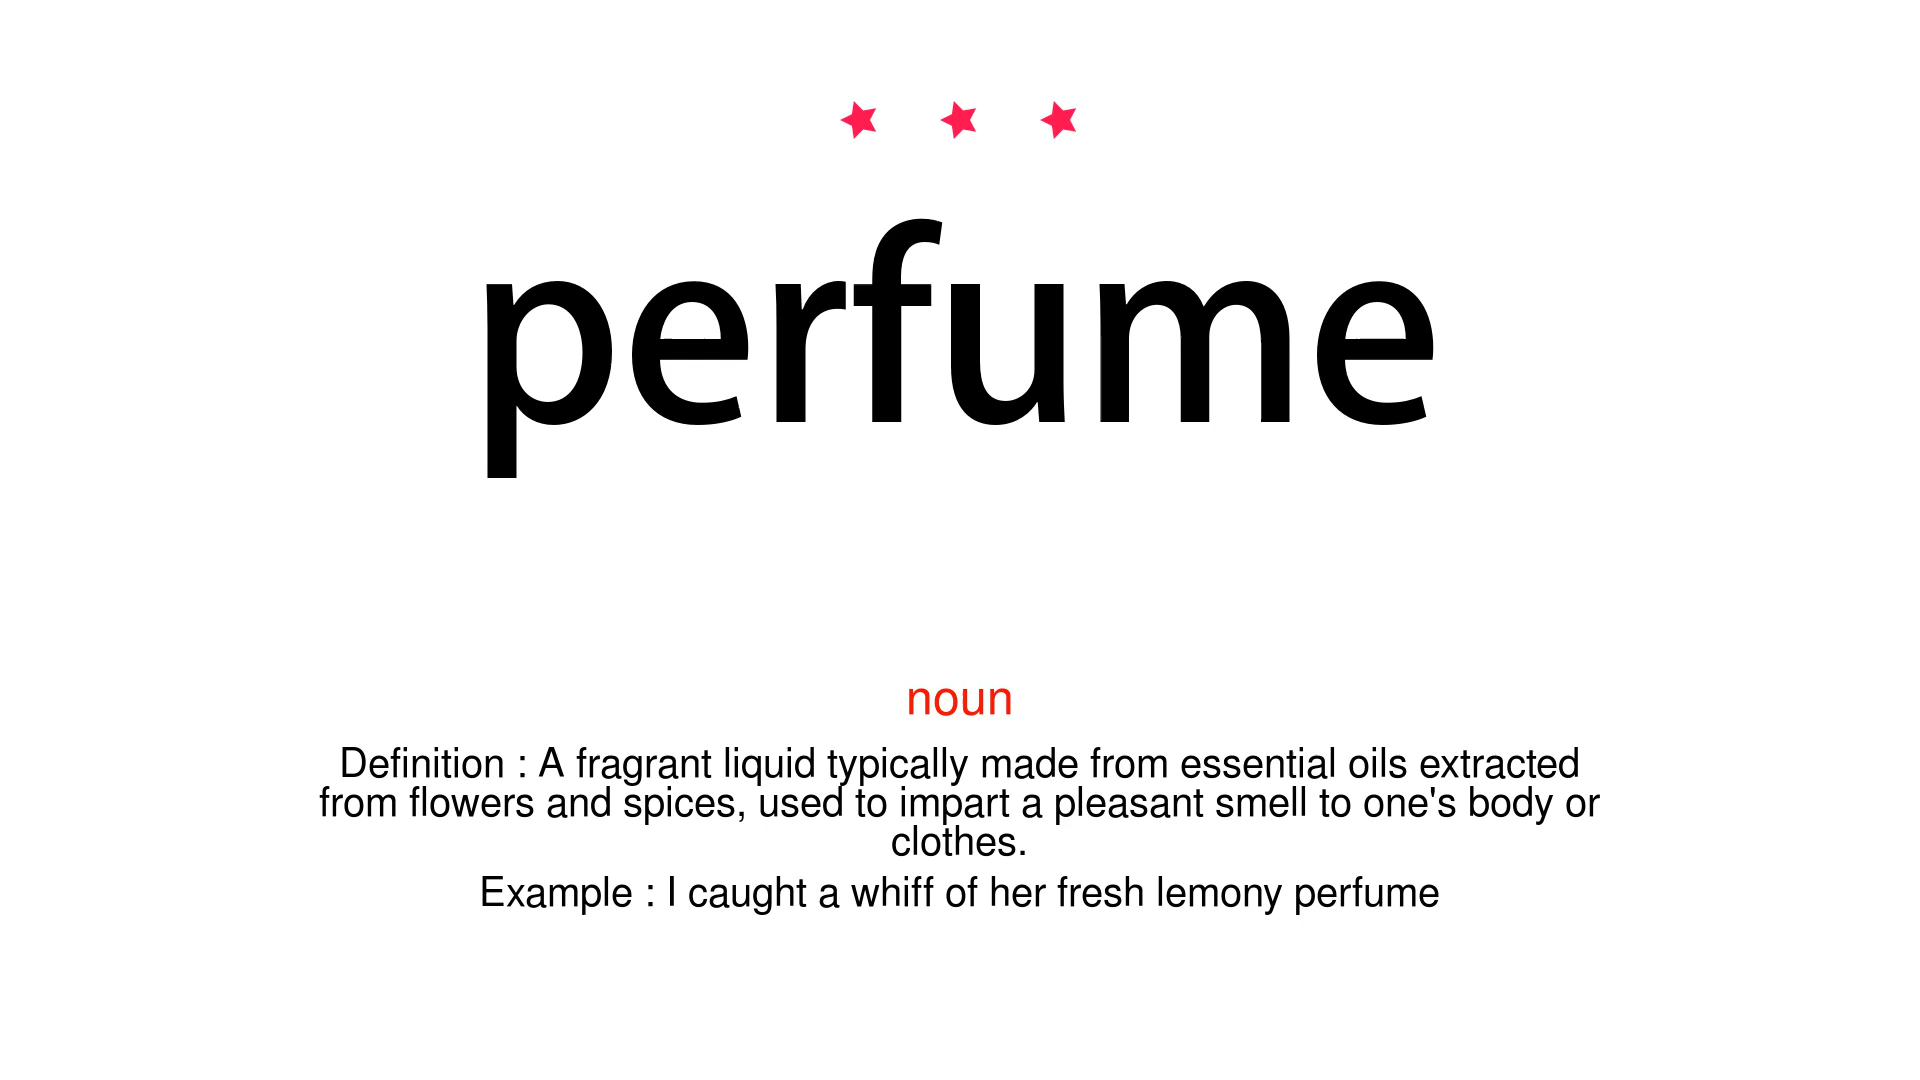 perfume
noun
Definition : A fragrant liquid typically made from essential oils extracted
from flowers and spices, used to impart a pleasant smell to one's body or
clothes.
Example : I caught a whiff of her fresh lemony perfume